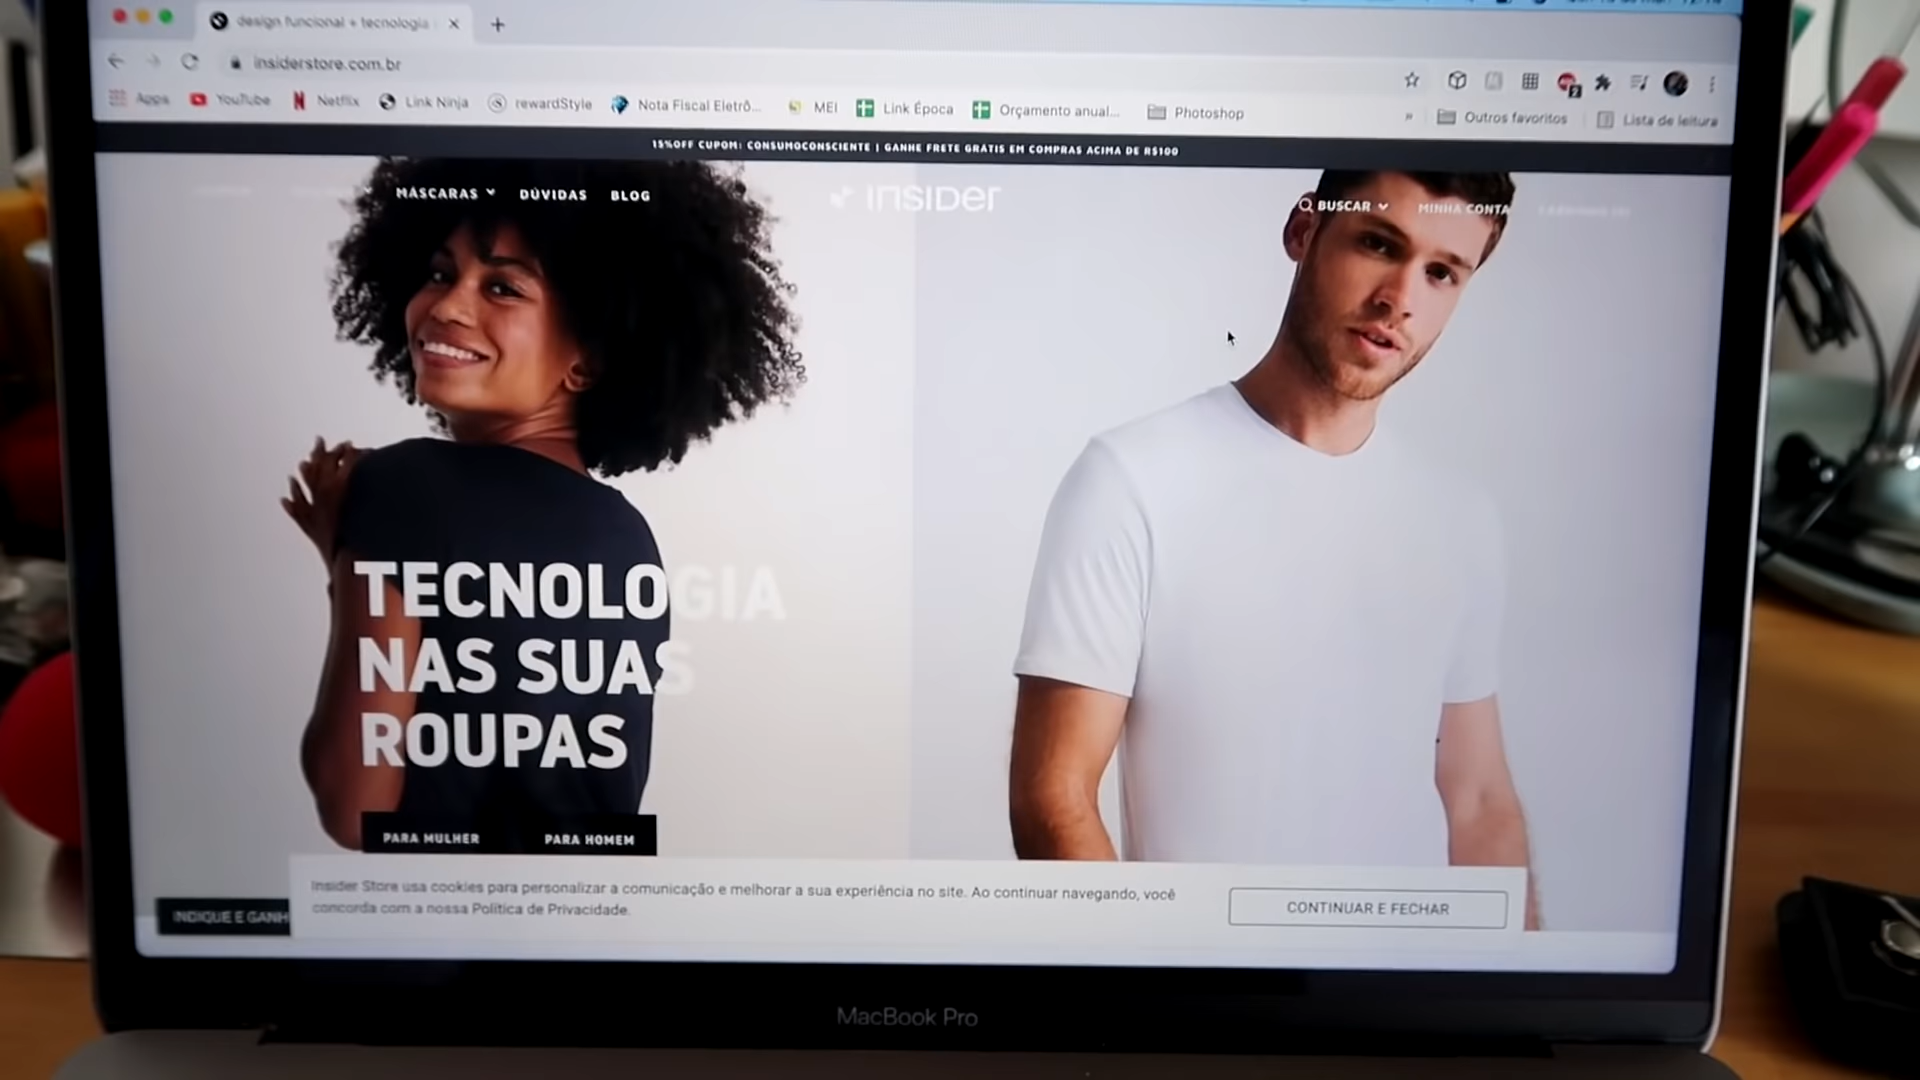 design funcional + tecnologia
insiderstore.com.br
Apps
YouTube
Netflix
Link Ninja
rewardStyle
Nota Fiscal Eletrô...
MEI
Link Época
Orçamento anual...
Photoshop
»
Outros favoritos
Lista de leitura
15%OFF CUPOM: CONSUMOCONSCIENTE | GANHE FRETE GRÁTIS EM COMPRAS ACIMA DE R$100
MÁSCARAS
DÚVIDAS
BLOG
INSIDER
BUSCAR
MINHA CONTA
TECNOLOGIA
NAS SUAS
ROUPAS
PARA MULHER
PARA HOMEM
Insider Store usa cookies para personalizar a comunicação e melhorar a sua experiência no site. Ao continuar navegando, você
concorda com a nossa Política de Privacidade.
CONTINUAR E FECHAR
INDIQUE E GANH
MacBook Pro